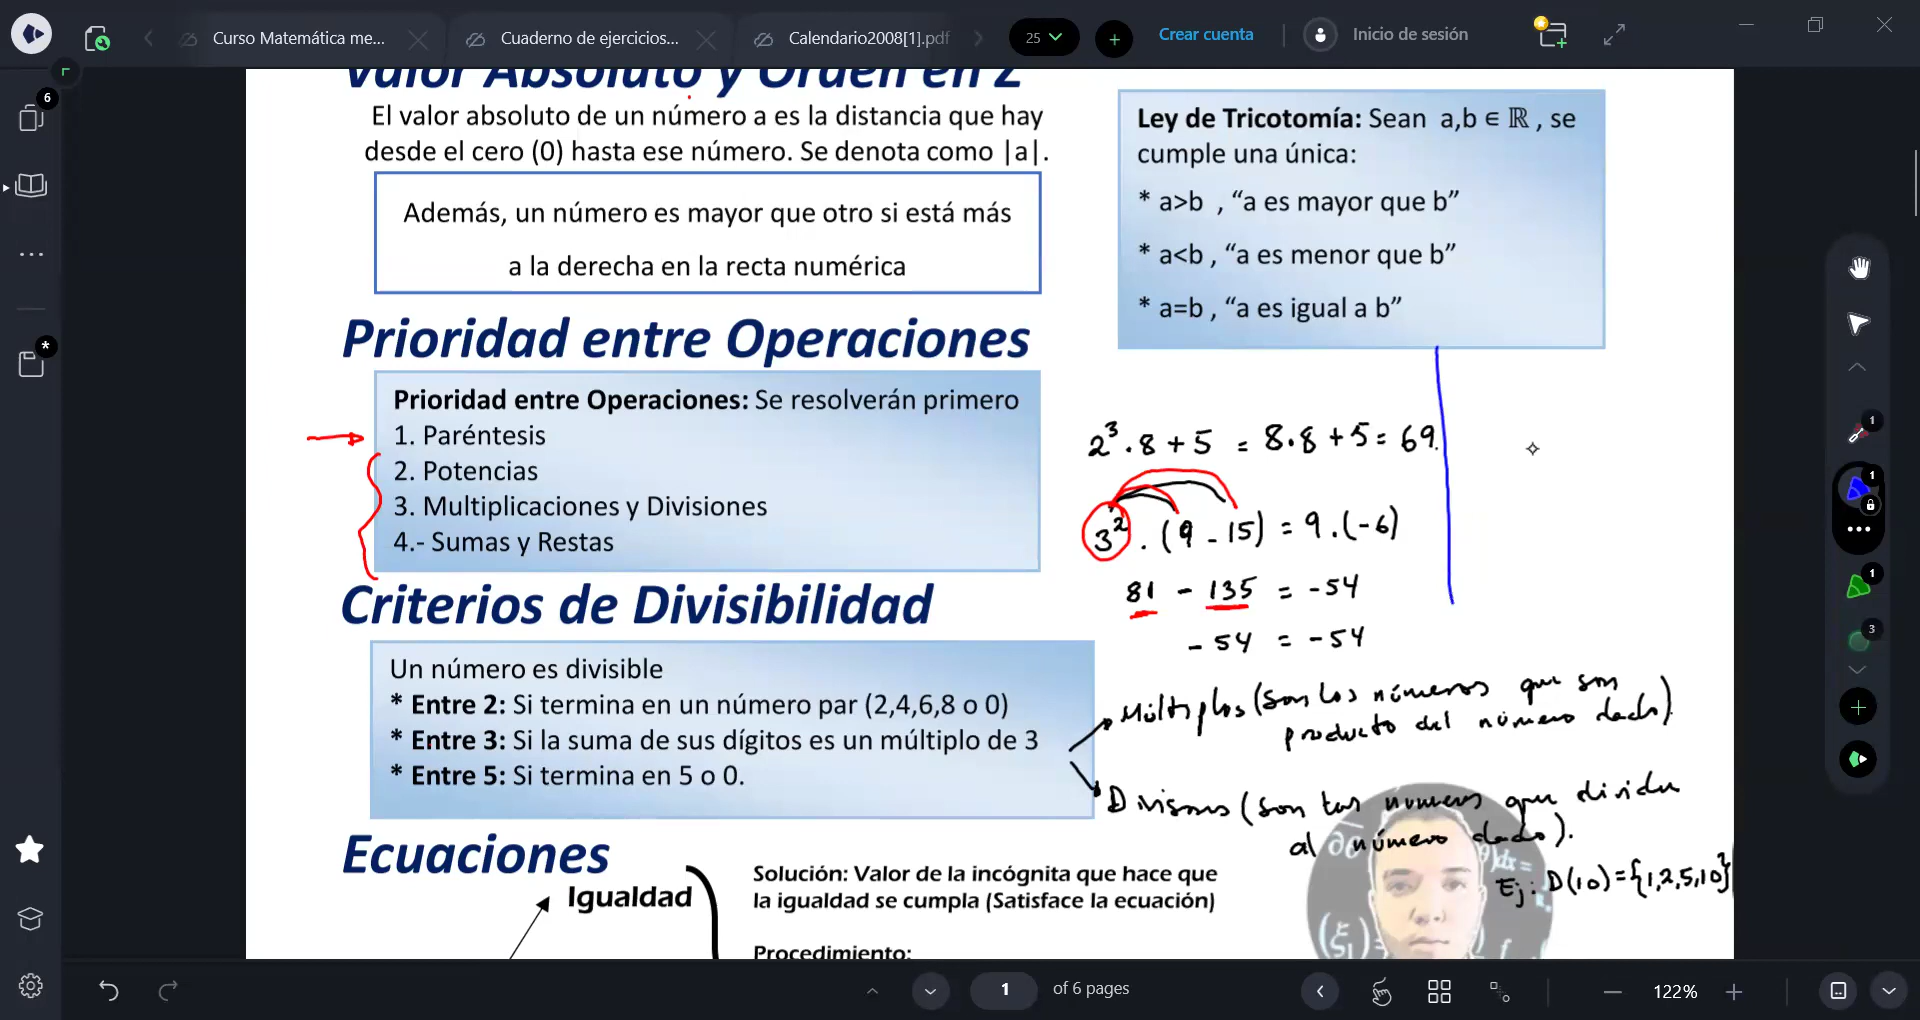 Curso Matemática me...
Cuaderno de ejercicios...
Calendario2008[1].pdf
25
Crear cuenta
Inicio de sesión
6
Valor Absoluto y Orden en Z
El valor absoluto de un número a es la distancia que hay
desde el cero (0) hasta ese número. Se denota como |a|.
Además, un número es mayor que otro si está más
a la derecha en la recta numérica
Ley de Tricotomía: Sean a,b ∈ ℝ , se
cumple una única:
* a>b , “a es mayor que b”
* a<b , “a es menor que b”
* a=b , “a es igual a b”
Prioridad entre Operaciones
Prioridad entre Operaciones: Se resolverán primero
1. Paréntesis
2. Potencias
3. Multiplicaciones y Divisiones
4.- Sumas y Restas
2³ . 8 + 5 = 8.8 + 5 = 69.
3² . (9 - 15) = 9 . (-6)
81 - 135 = -54
- 54 = - 54
Criterios de Divisibilidad
Un número es divisible
* Entre 2: Si termina en un número par (2,4,6,8 o 0)
* Entre 3: Si la suma de sus dígitos es un múltiplo de 3
* Entre 5: Si termina en 5 o 0.
Múltiplos (son los números que son
producto del número dado).
(son los números que
al número dado).
Ej: D(10) = {1,2,5,10}
Ecuaciones
Igualdad
Solución: Valor de la incógnita que hace que
la igualdad se cumpla (Satisface la ecuación)
Procedimiento:
1
1
1
3
1
of 6 pages
122%